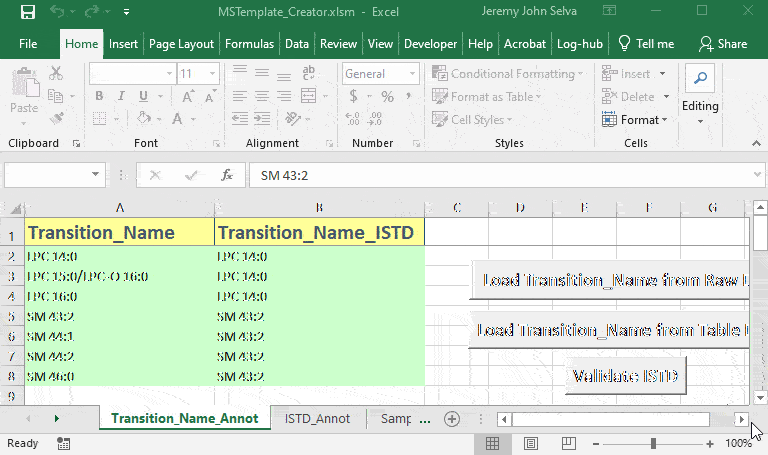 MSTemplate_Creator.xlsm - Excel
Jeremy John Selva
File Home Insert Page Layout Formulas Data Review View Developer Help Acrobat Log-hub Tell me Share
Paste
11
General
Conditional Formatting
Format as Table
Cell Styles
Insert
Delete
Format
Editing
Clipboard Font Alignment Number Styles Cells
SM 43:2
A B C D E F G
1 Transition_Name Transition_Name_ISTD
2 LPC 14:0 LPC 14:0
3 LPC 15:0/LPC-O 16:0 LPC 14:0
4 LPC 16:0 LPC 14:0
5 SM 43:2 SM 43:2
6 SM 44:1 SM 43:2
7 SM 44:2 SM 43:2
8 SM 46:0 SM 43:2
9
Load Transition_Name from Raw
Load Transition_Name from Table
Validate ISTD
Transition_Name_Annot ISTD_Annot Samp ...
Ready
100%